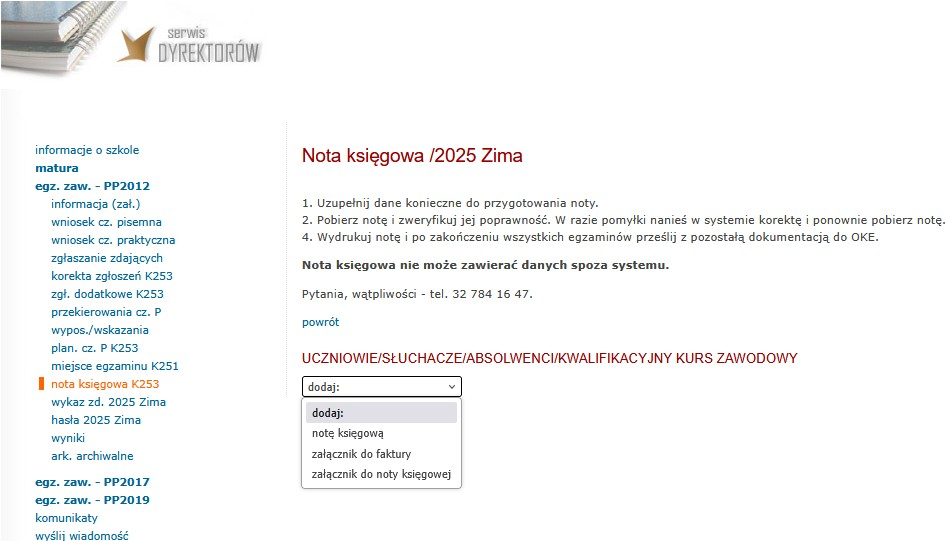 serwis
DYREKTORÓW
informacje o szkole
matura
egz. zaw. - PP2012
informacja (zał.)
wniosek cz. pisemna
wniosek cz. praktyczna
zgłaszanie zdających
korekta zgłoszeń K253
zgł. dodatkowe K253
przekierowania cz. P
wypos./wskazania
plan. cz. P K253
miejsce egzaminu K251
nota księgowa K253
wykaz zd. 2025 Zima
hasła 2025 Zima
wyniki
ark. archiwalne
egz. zaw. - PP2017
egz. zaw. - PP2019
komunikaty
wyślij wiadomość
Nota księgowa /2025 Zima
1. Uzupełnij dane konieczne do przygotowania noty.
2. Pobierz notę i zweryfikuj jej poprawność. W razie pomyłki nanieś w systemie korektę i ponownie pobierz notę.
4. Wydrukuj notę i po zakończeniu wszystkich egzaminów prześlij z pozostałą dokumentacją do OKE.
Nota księgowa nie może zawierać danych spoza systemu.
Pytania, wątpliwości - tel. 32 784 16 47.
powrót
UCZNIOWIE/SŁUCHACZE/ABSOLWENCI/KWALIFIKACYJNY KURS ZAWODOWY
dodaj:
dodaj:
notę księgową
załącznik do faktury
załącznik do noty księgowej